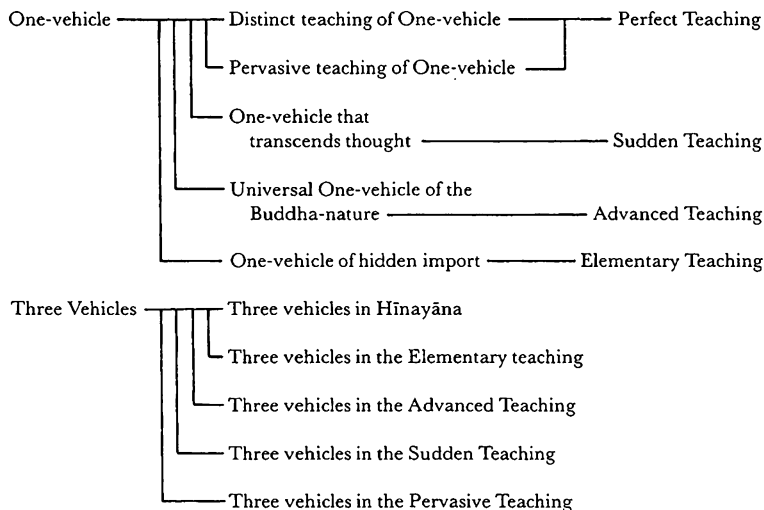 One-vehicle Distinct teaching of One-vehicle Perfect Teaching
Pervasive teaching of One-vehicle
One-vehicle that
transcends thought Sudden Teaching
Universal One-vehicle of the
Buddha-nature Advanced Teaching
One-vehicle of hidden import Elementary Teaching
Three Vehicles Three vehicles in Hīnayāna
Three vehicles in the Elementary teaching
Three vehicles in the Advanced Teaching
Three vehicles in the Sudden Teaching
Three vehicles in the Pervasive Teaching